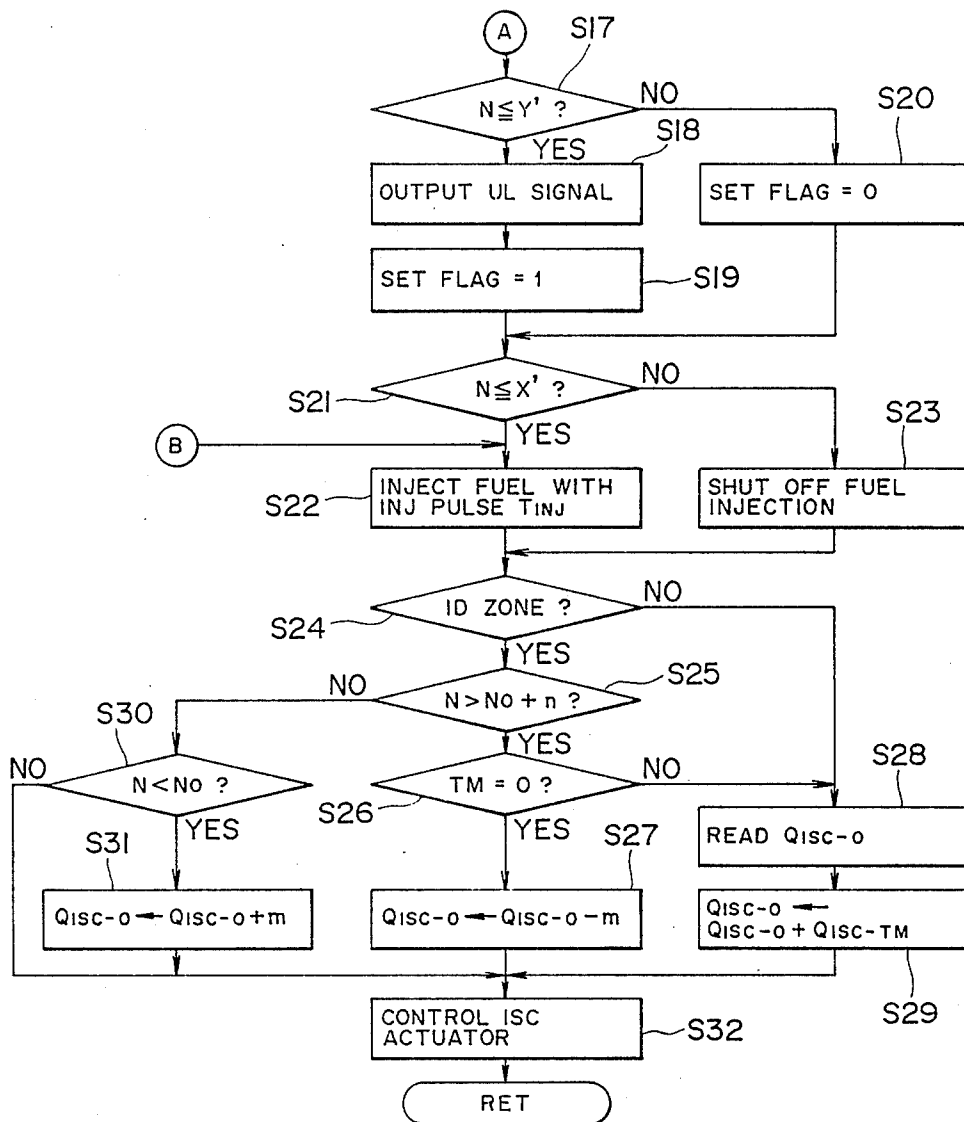 A
S17
N≦Y' ?
NO
S20
YES
S18
OUTPUT UL SIGNAL
SET FLAG = 0
SET FLAG = 1
S19
N≦X' ?
NO
S21
S23
B
YES
INJECT FUEL WITH
INJ PULSE TINJ
S22
SHUT OFF FUEL
INJECTION
ID ZONE ?
NO
S24
YES
S25
NO
N>No+n ?
S30
YES
S28
NO
N<No ?
TM = 0 ?
NO
S26
YES
YES
READ QISC-O
S31
S27
QISC-O ← QISC-O+m
QISC-O ← QISC-O-m
QISC-O ←
QISC-O + QISC-TM
S29
CONTROL ISC
ACTUATOR
S32
RET